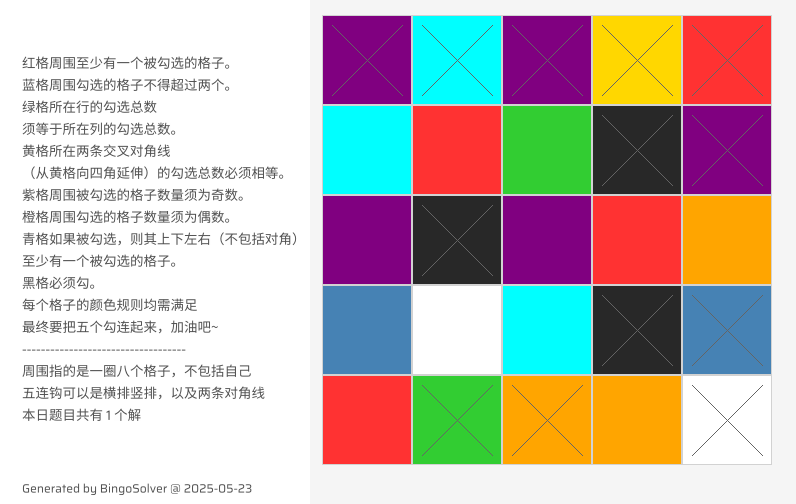 红格周围至少有一个被勾选的格子。
蓝格周围勾选的格子不得超过两个。
绿格所在行的勾选总数
须等于所在列的勾选总数。
黄格所在两条交叉对角线
（从黄格向四角延伸）的勾选总数必须相等。
紫格周围被勾选的格子数量须为奇数。
橙格周围勾选的格子数量须为偶数。
青格如果被勾选，则其上下左右（不包括对角）
至少有一个被勾选的格子。
黑格必须勾。
每个格子的颜色规则均需满足
最终要把五个勾连起来，加油吧~
-----------------------------------
周围指的是一圈八个格子，不包括自己
五连钩可以是横排竖排，以及两条对角线
本日题目共有1个解
Generated by BingoSolver @ 2025-05-23